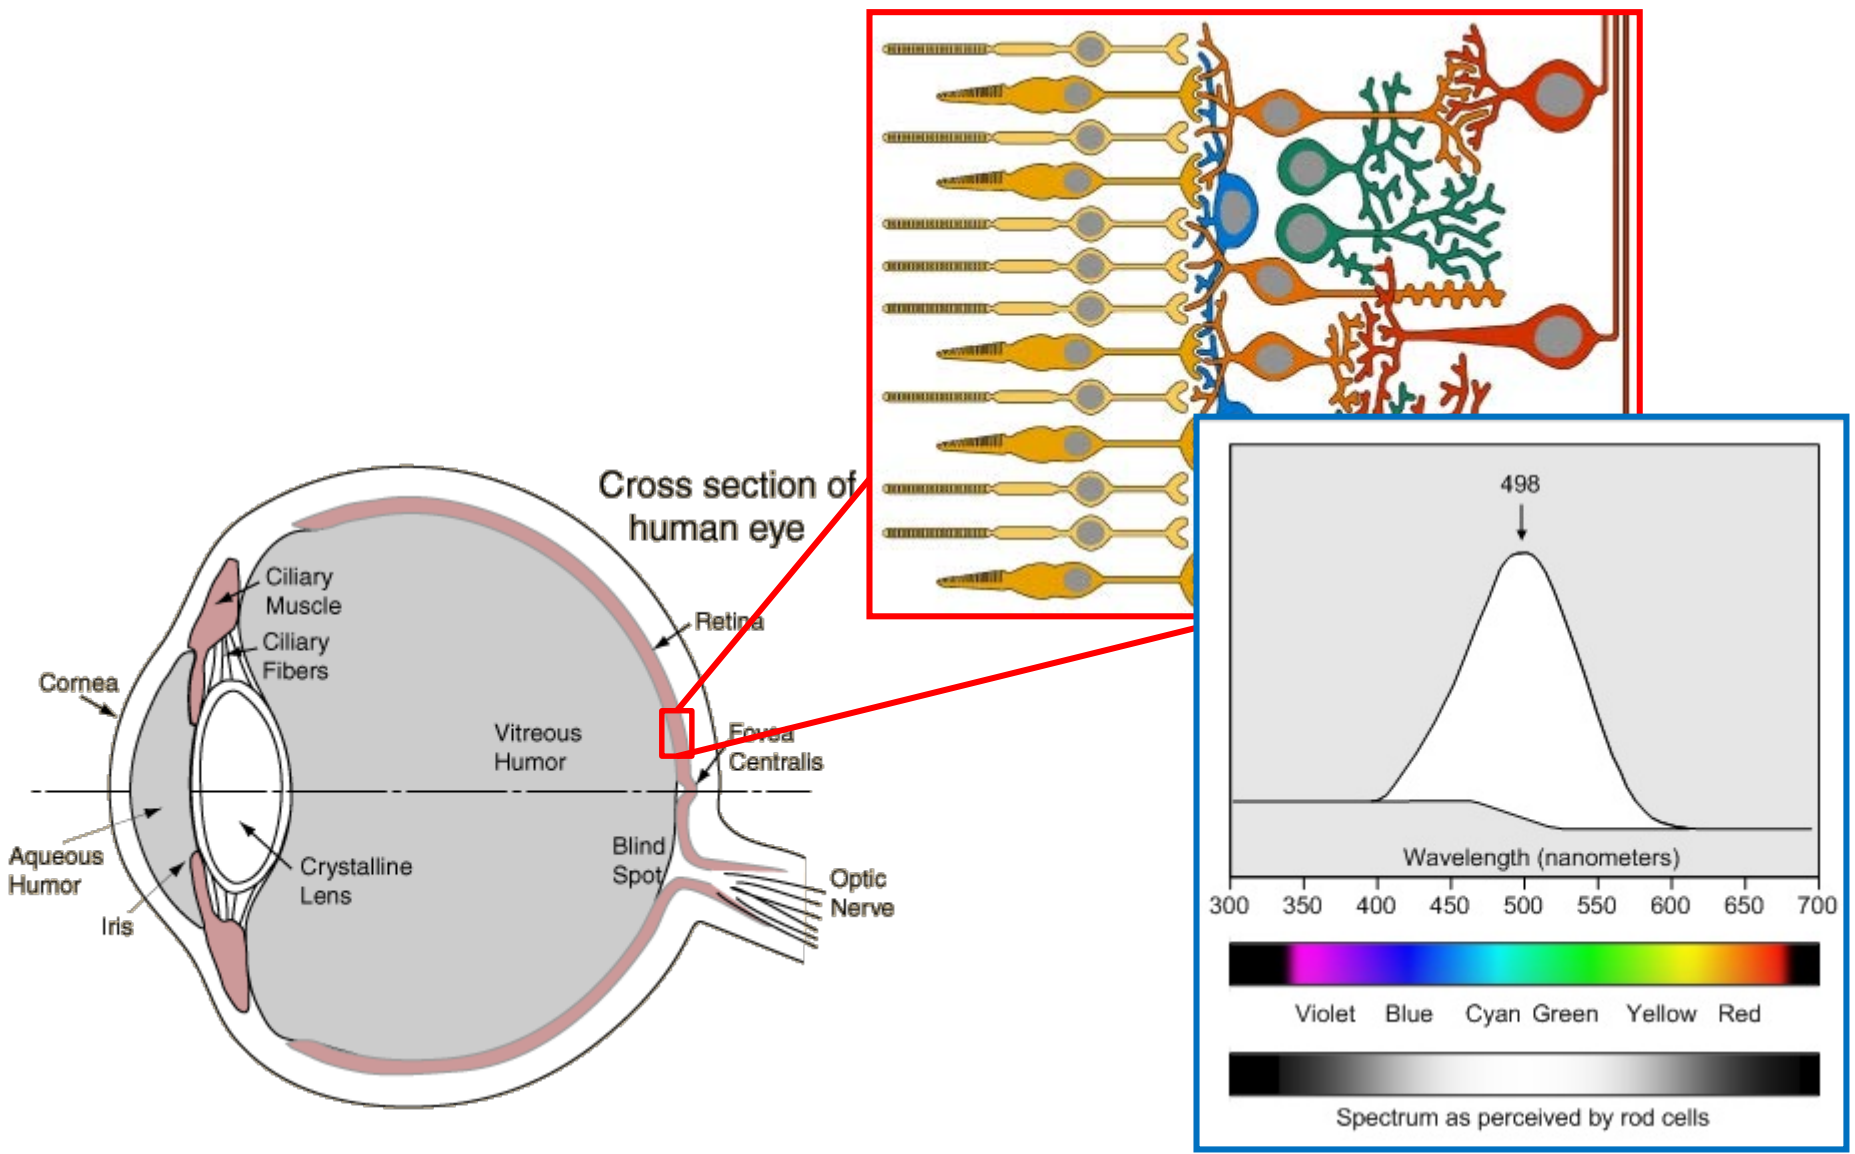 Cross section of
human eye
Ciliary
Muscle
Ciliary
Fibers
Retina
Cornea
Vitreous
Humor
Fovea
Centralis
Aqueous
Humor
Iris
Crystalline
Lens
Blind
Spot
Optic
Nerve
498
Wavelength (nanometers)
300 350 400 450 500 550 600 650 700
Violet Blue Cyan Green Yellow Red
Spectrum as perceived by rod cells